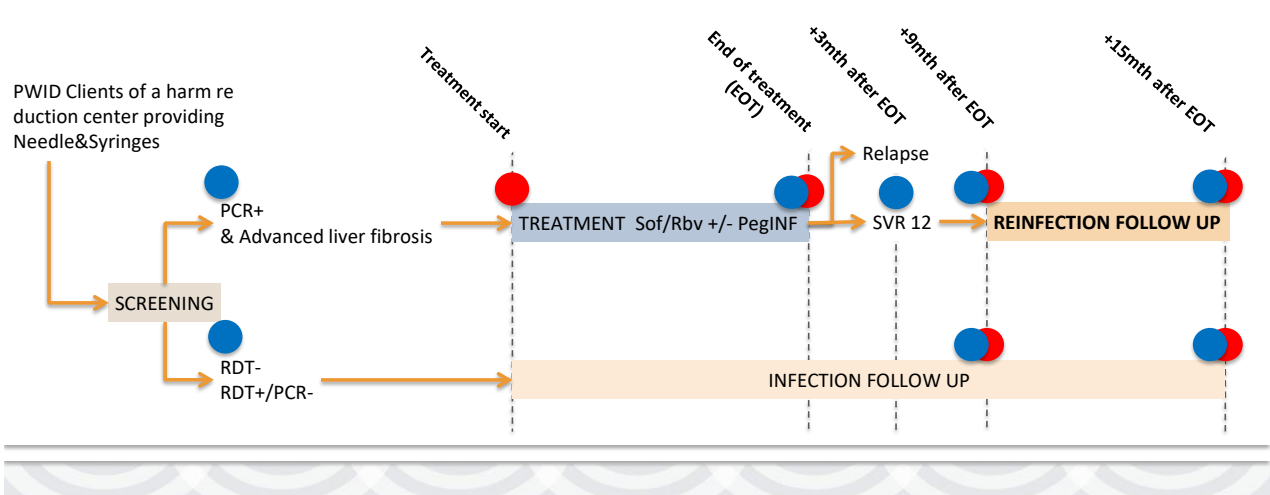 Treatment start
End of treatment
(EOT)
+3mth after EOT
+9mth after EOT
+15mth after EOT
PWID Clients of a harm re
duction center providing
Needle&Syringes
Relapse
PCR+
& Advanced liver fibrosis
TREATMENT Sof/Rbv +/- PegINF
SVR 12
REINFECTION FOLLOW UP
SCREENING
RDT-
RDT+/PCR-
INFECTION FOLLOW UP